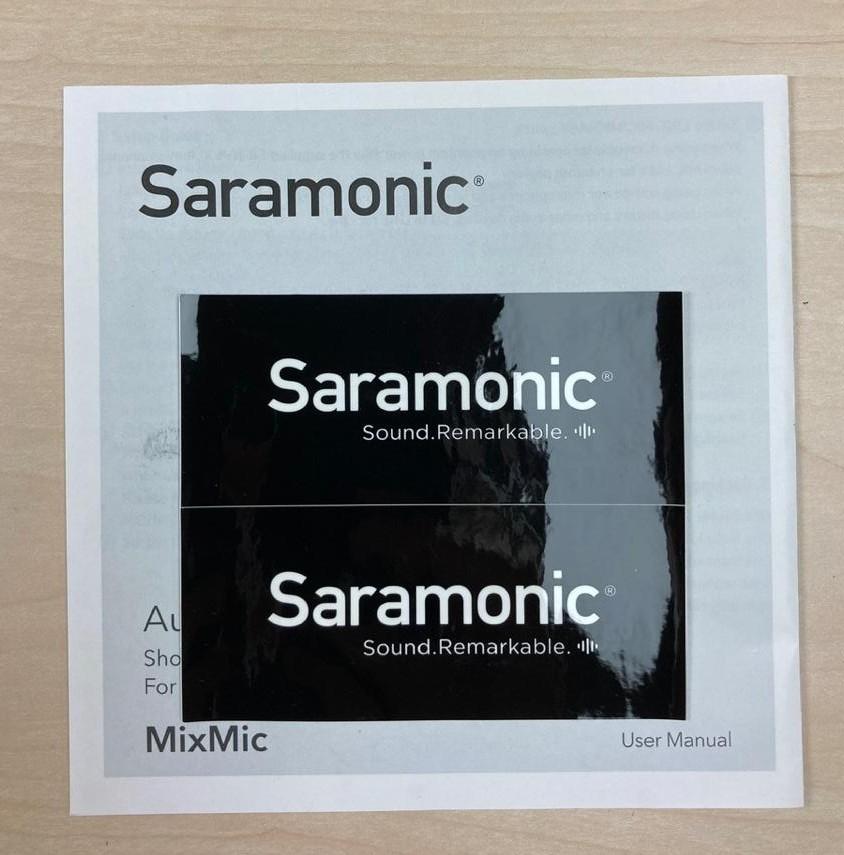 Saramonic®
Saramonic®
Sound.Remarkable.
Saramonic®
Sound.Remarkable.
Au
Sho
For
MixMic
User Manual